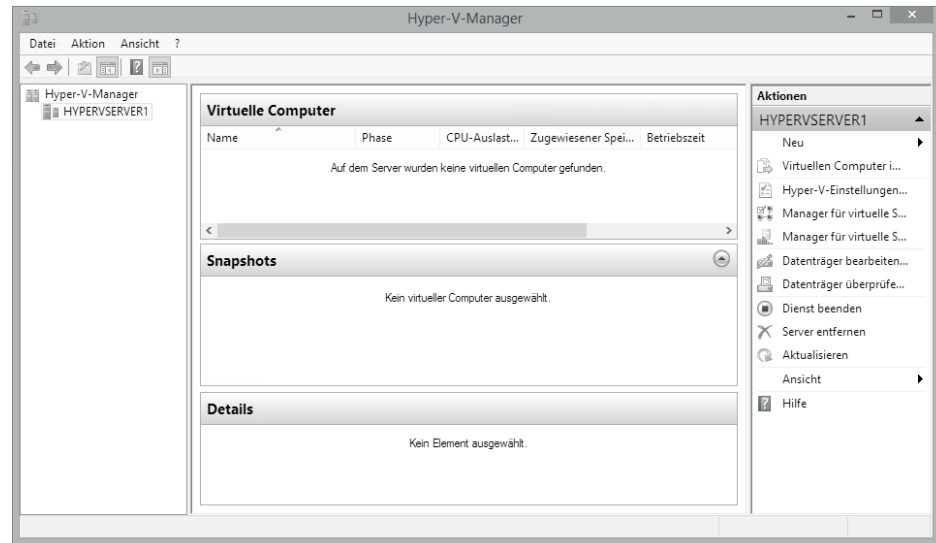 Hyper-V-Manager
Datei Aktion Ansicht ?
Hyper-V-Manager
HYPERVSERVER1
Virtuelle Computer
Name Phase CPU-Auslast... Zugewiesener Spei... Betriebszeit
Auf dem Server wurden keine virtuellen Computer gefunden.
Snapshots
Kein virtueller Computer ausgewählt.
Details
Kein Element ausgewählt.
Aktionen
HYPERVSERVER1
Neu
Virtuellen Computer i...
Hyper-V-Einstellungen...
Manager für virtuelle S...
Manager für virtuelle S...
Datenträger bearbeiten...
Datenträger überprüfe...
Dienst beenden
Server entfernen
Aktualisieren
Ansicht
Hilfe